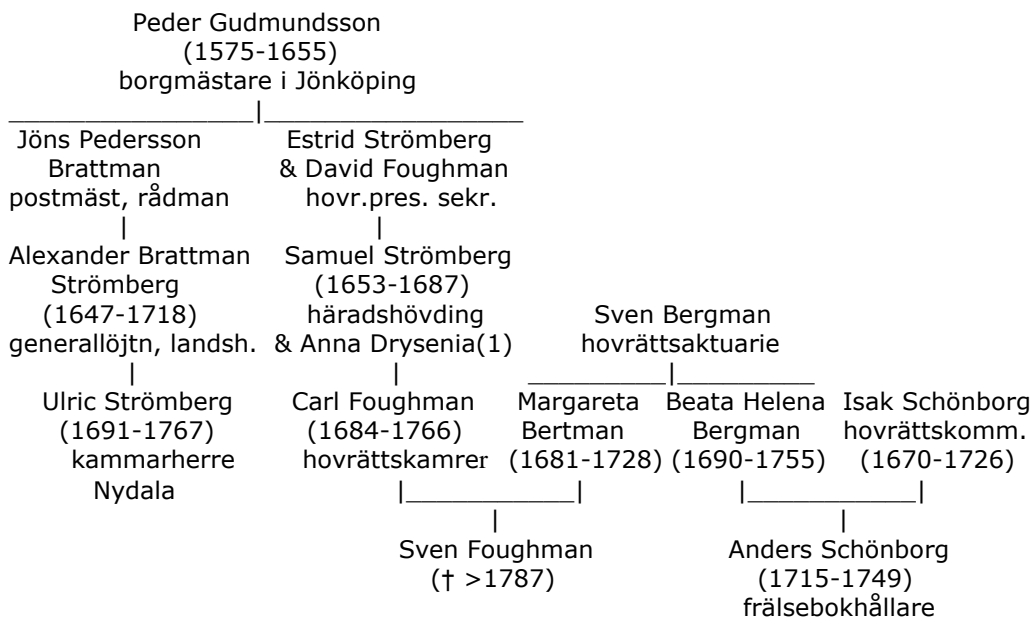 Peder Gudmundsson
(1575-1655)
borgmästare i Jönköping
Jöns Pedersson Estrid Strömberg
Brattman & David Foughman
postmäst, rådman hovr.pres. sekr.
Alexander Brattman Samuel Strömberg
Strömberg (1653-1687)
(1647-1718) häradshövding Sven Bergman
generallöjtn, landsh. & Anna Drysenia(1) hovrättsaktuarie
Ulric Strömberg Carl Foughman Margareta Beata Helena Isak Schönborg
(1691-1767) (1684-1766) Bertman Bergman hovrättskomm.
kammarherre hovrättskamrer (1681-1728) (1690-1755) (1670-1726)
Nydala
Sven Foughman Anders Schönborg
(† >1787) (1715-1749)
frälsebokhållare